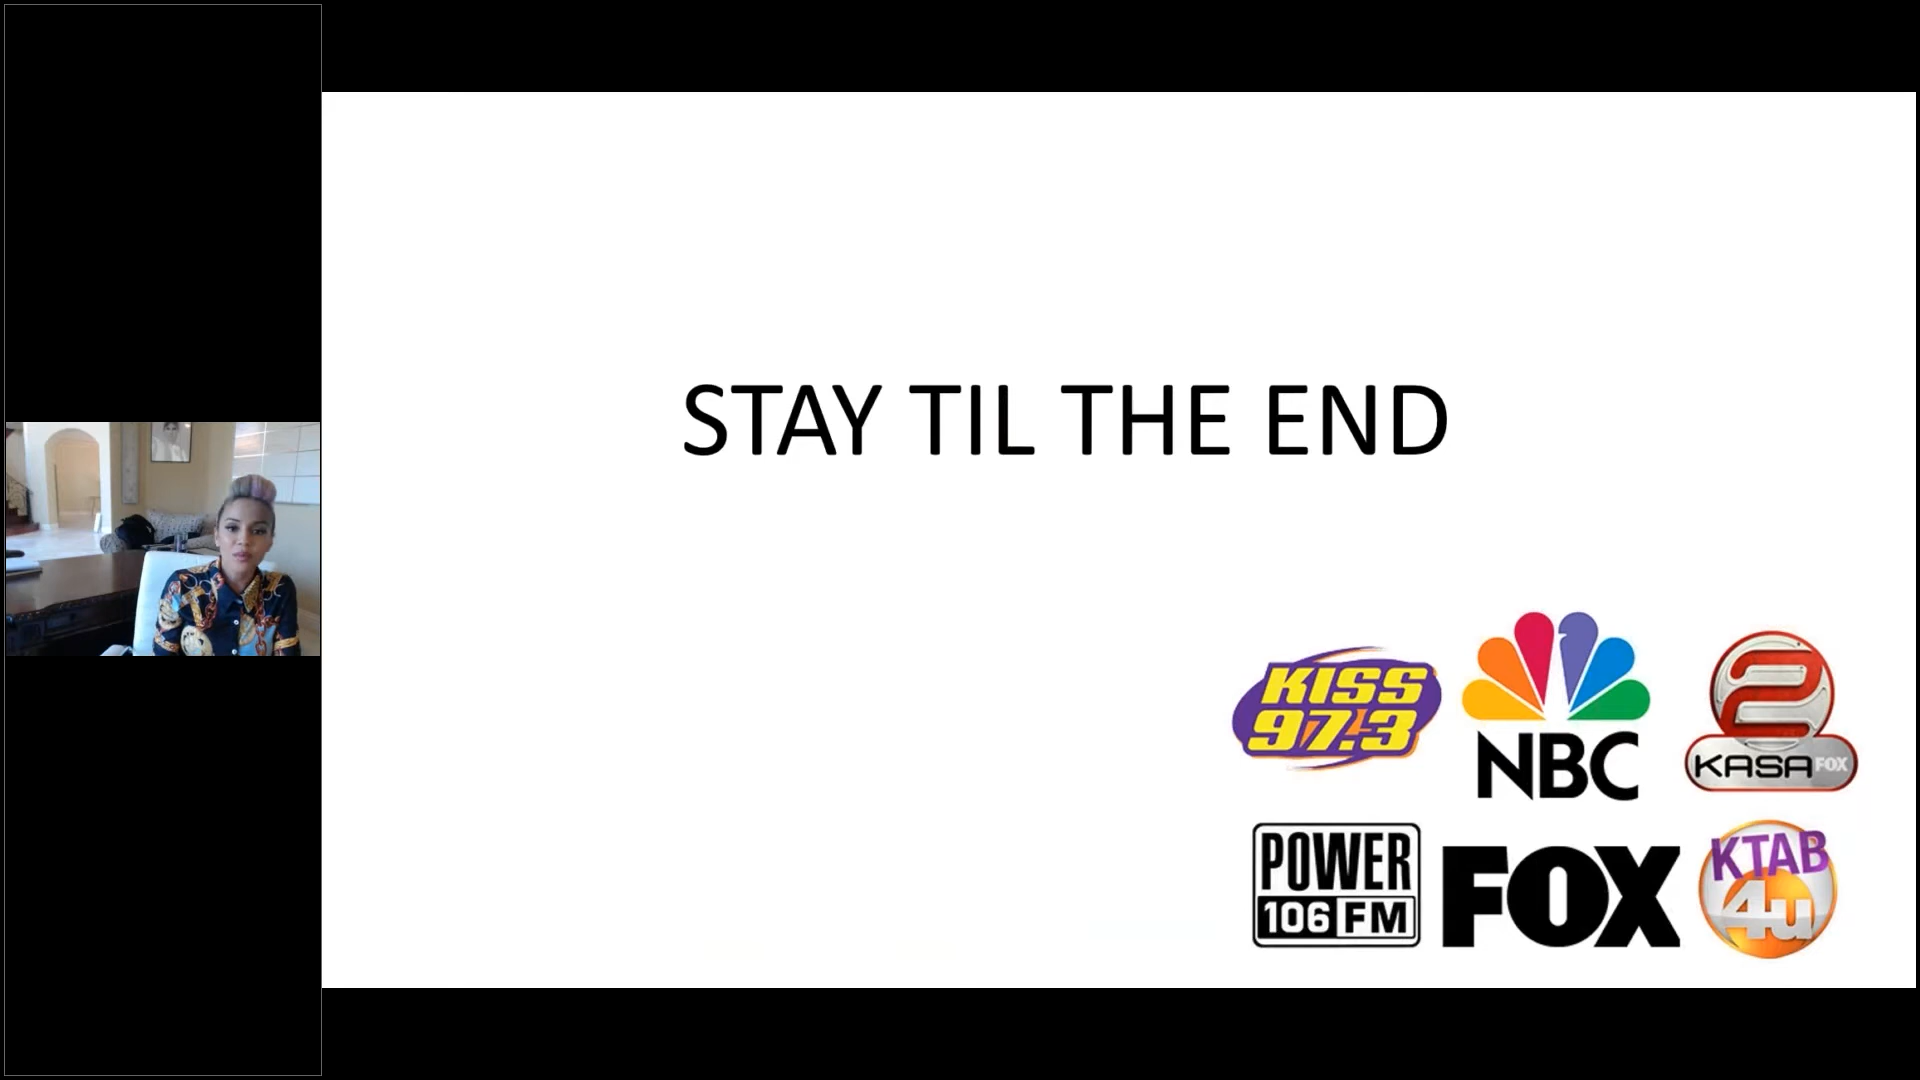 STAY TIL THE END
KISS
97.3
NBC
2
KASA FOX
POWER
106 FM
FOX
KTAB
4u